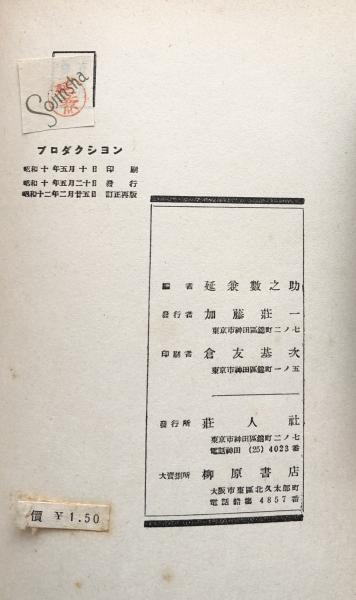 Sojinsha
プロダクシヨン
昭和十年五月十日 印刷
昭和十年五月二十日 發行
昭和十二年二月廿五日 訂正再版
編者 延兼數之助
發行者 加藤莊一
東京市神田區錦町二ノ七
印刷者 倉友基次
東京市神田區錦町一ノ五
發行所 莊人社
東京市神田區錦町二ノ七
電話神田 (25) 4023番
大賣捌所 柳原書店
大阪市東區北久太郎町
電話船塲 4857番
價 ¥1.50